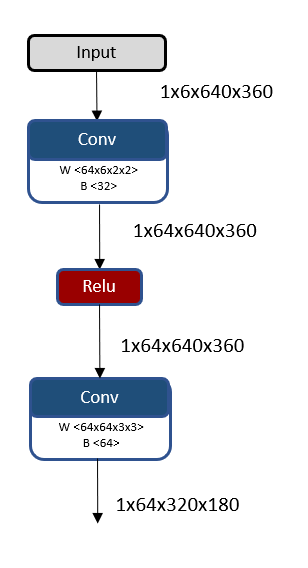 Input
1x6x640x360
Conv
W <64x6x2x2>
B <32>
1x64x640x360
Relu
1x64x640x360
Conv
W <64x64x3x3>
B <64>
1x64x320x180